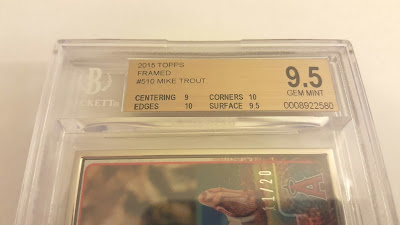 2015 TOPPS
FRAMED
#510 MIKE TROUT
CENTERING 9 CORNERS 10
EDGES 10 SURFACE 9.5
9.5
GEM MINT
0008922580
BECKETT
11/20
A